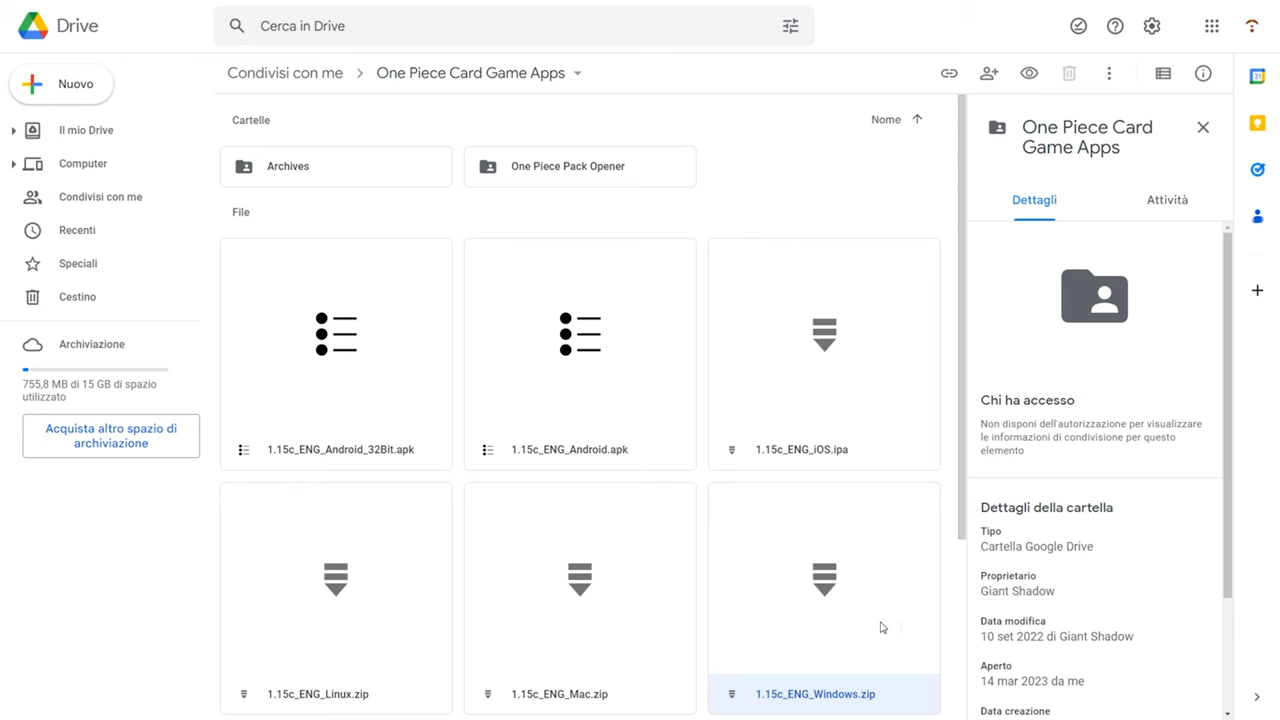 Drive
Cerca in Drive
Nuovo
Il mio Drive
Computer
Condivisi con me
Recenti
Speciali
Cestino
Archiviazione
755,8 MB di 15 GB di spazio
utilizzato
Acquista altro spazio di
archiviazione
Condivisi con me
One Piece Card Game Apps
Cartelle
Nome
Archives
One Piece Pack Opener
File
1.15c_ENG_Android_32Bit.apk
1.15c_ENG_Android.apk
1.15c_ENG_iOS.ipa
1.15c_ENG_Linux.zip
1.15c_ENG_Mac.zip
1.15c_ENG_Windows.zip
One Piece Card
Game Apps
Dettagli
Attività
Chi ha accesso
Non disponi dell'autorizzazione per visualizzare
le informazioni di condivisione per questo
elemento
Dettagli della cartella
Tipo
Cartella Google Drive
Proprietario
Giant Shadow
Data modifica
10 set 2022 di Giant Shadow
Aperto
14 mar 2023 da me
Data creazione
31